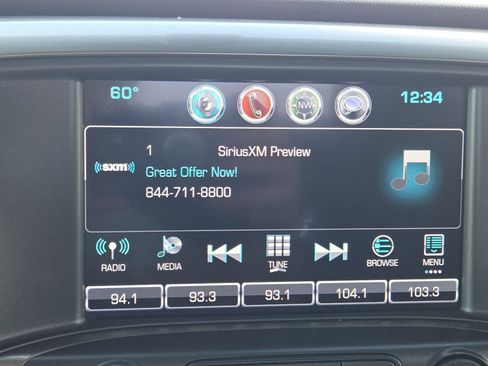 60° NW 12:34
1 SiriusXM Preview
((sxm))
Great Offer Now!
844-711-8800
RADIO MEDIA TUNE BROWSE MENU
94.1 93.3 93.1 104.1 103.3